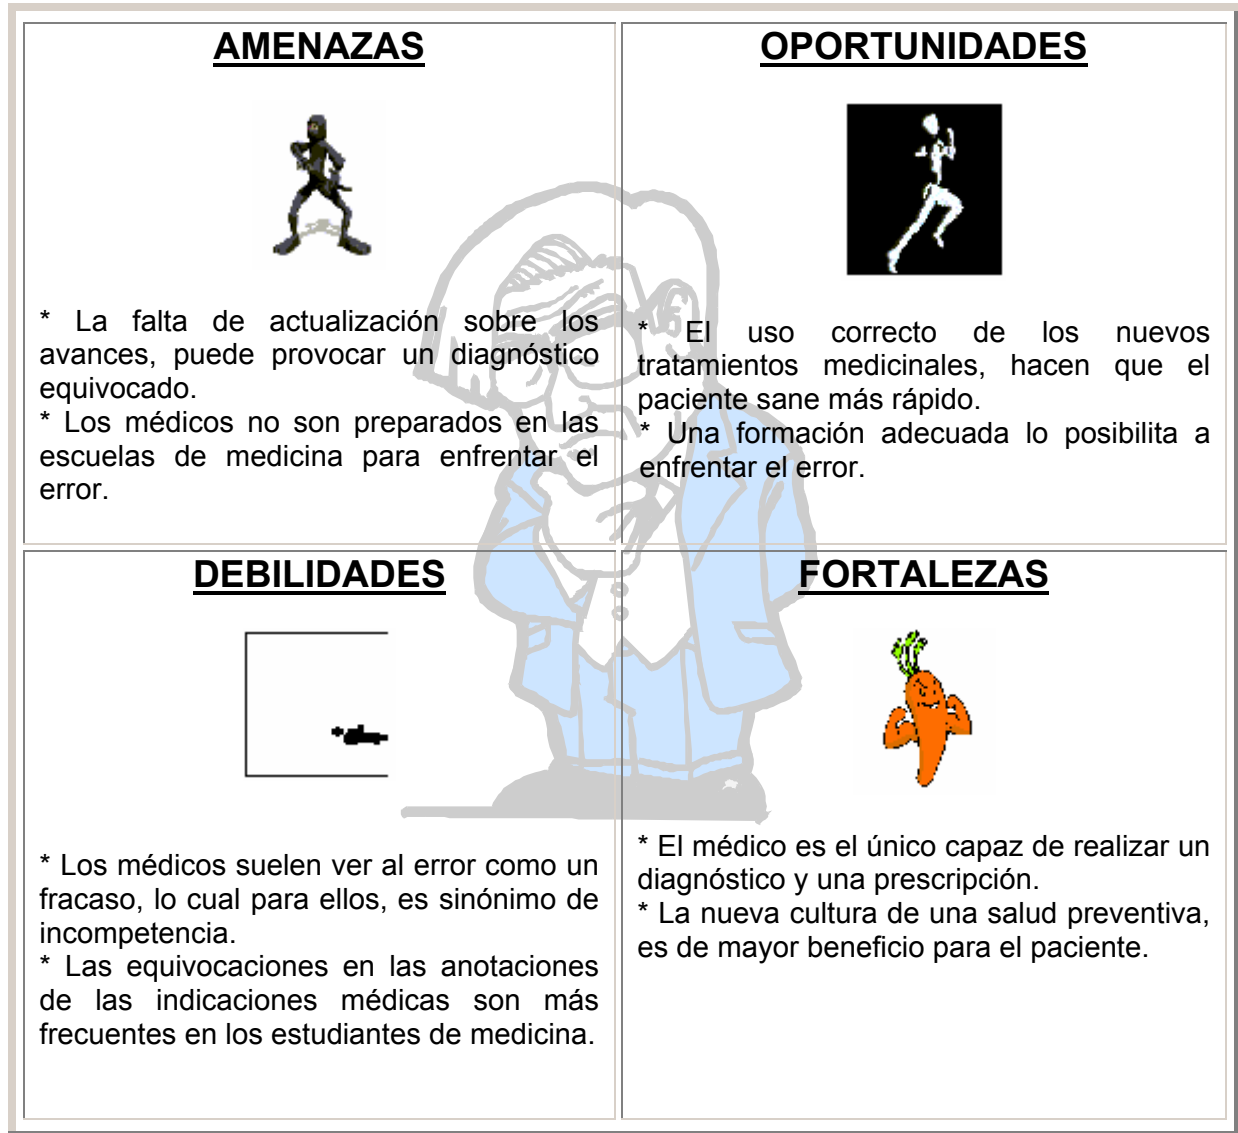 AMENAZAS
* La falta de actualización sobre los
avances, puede provocar un diagnóstico
equivocado.
* Los médicos no son preparados en las
escuelas de medicina para enfrentar el
error.
OPORTUNIDADES
* El uso correcto de los nuevos
tratamientos medicinales, hacen que el
paciente sane más rápido.
* Una formación adecuada lo posibilita a
enfrentar el error.
DEBILIDADES
* Los médicos suelen ver al error como un
fracaso, lo cual para ellos, es sinónimo de
incompetencia.
* Las equivocaciones en las anotaciones
de las indicaciones médicas son más
frecuentes en los estudiantes de medicina.
FORTALEZAS
* El médico es el único capaz de realizar un
diagnóstico y una prescripción.
* La nueva cultura de una salud preventiva,
es de mayor beneficio para el paciente.